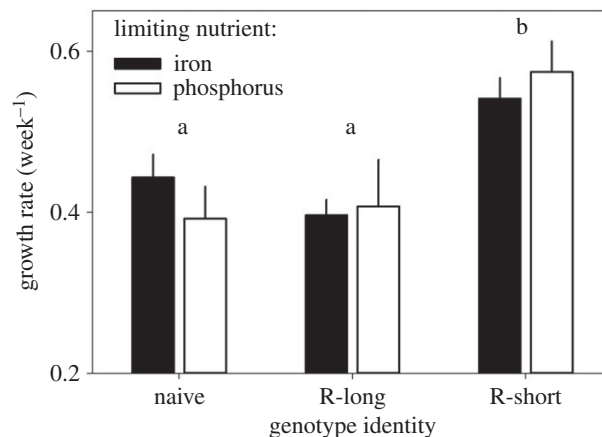 limiting nutrient:
iron
phosphorus
a
a
b
growth rate (week−1)
0.6
0.4
0.2
naive
R-long
R-short
genotype identity